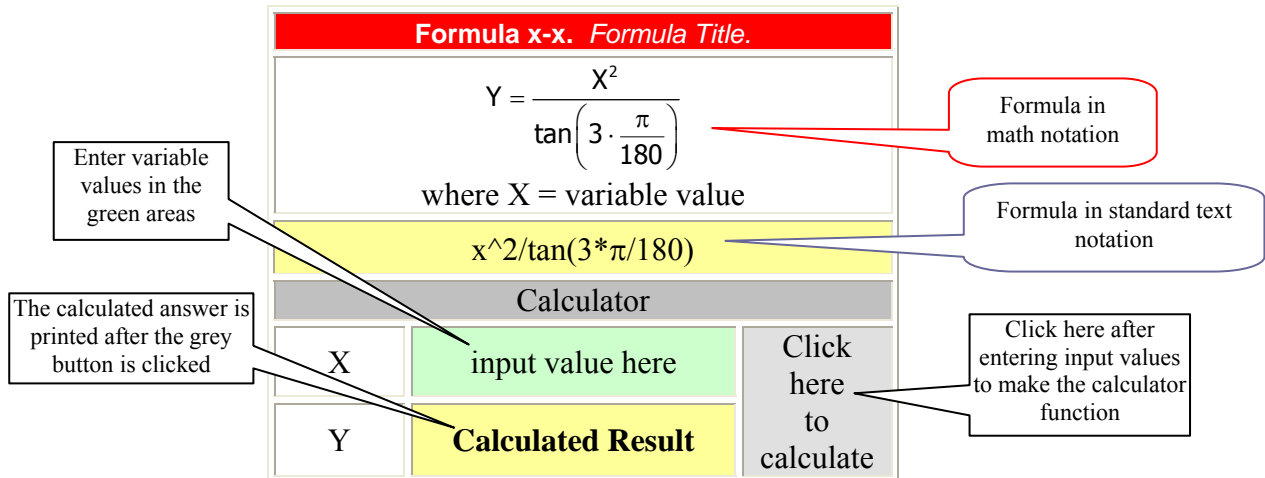 Formula x-x. Formula Title.
Y = X²
tan(3 · π
180)
where X = variable value
x^2/tan(3*π/180)
Calculator
X
input value here
Click
here
to
calculate
Y
Calculated Result
Enter variable
values in the
green areas
The calculated answer is
printed after the grey
button is clicked
Formula in
math notation
Formula in standard text
notation
Click here after
entering input values
to make the calculator
function